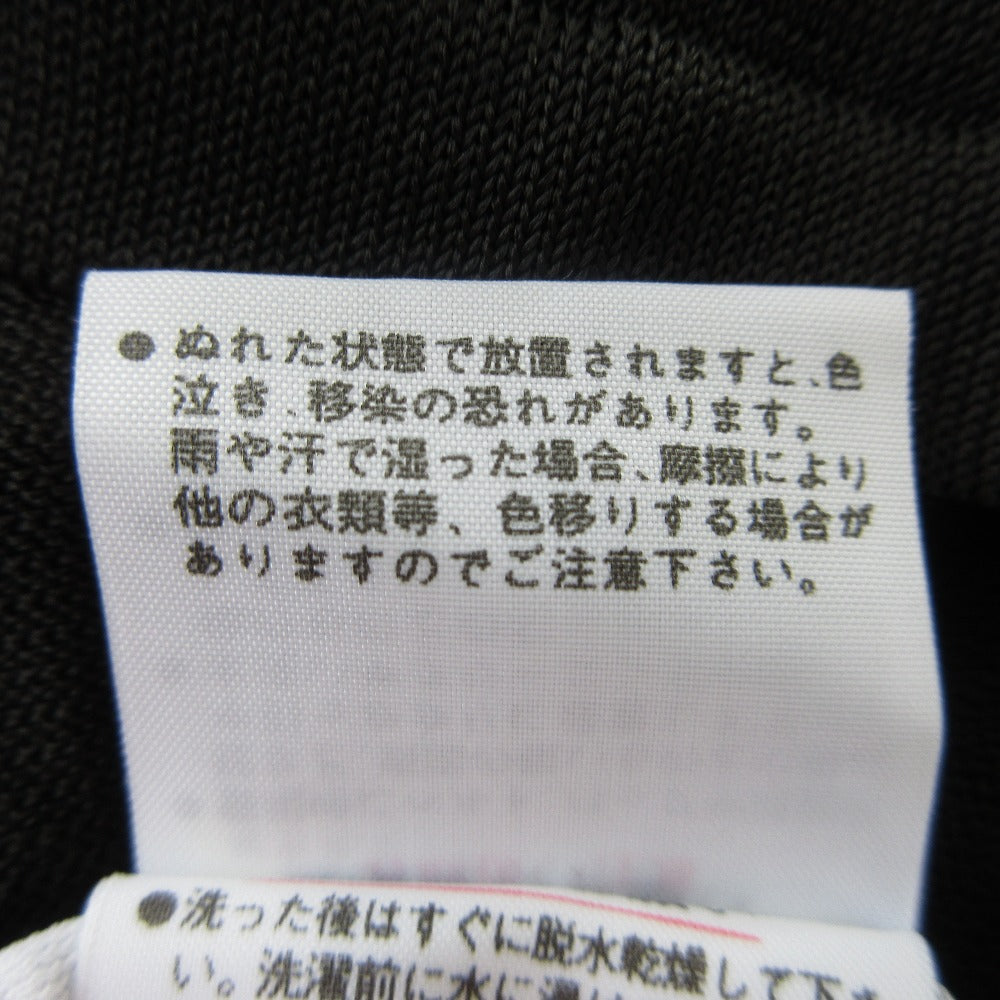 ●ぬれた状態で放置されますと、色
泣き、移染の恐れがあります。
雨や汗で湿った場合、摩擦により
他の衣類等、色移りする場合が
ありますのでご注意下さい。
●洗った後はすぐに脱水乾燥して下さ
い。洗濯前に水に